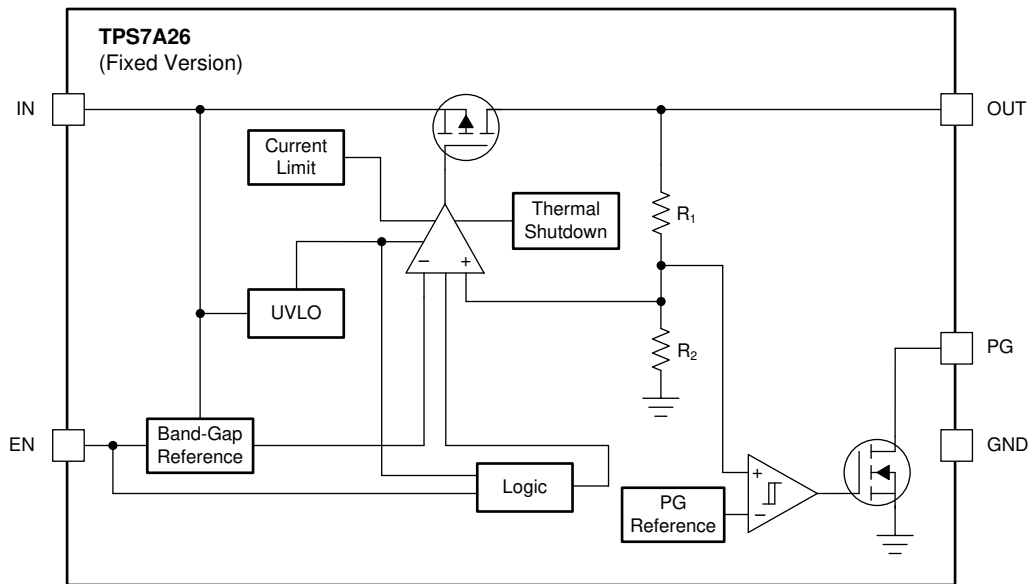 TPS7A26
(Fixed Version)
IN
OUT
Current
Limit
Thermal
Shutdown
R1
− +
UVLO
R2
PG
EN
Band-Gap
Reference
GND
Logic
+
PG
Reference
−